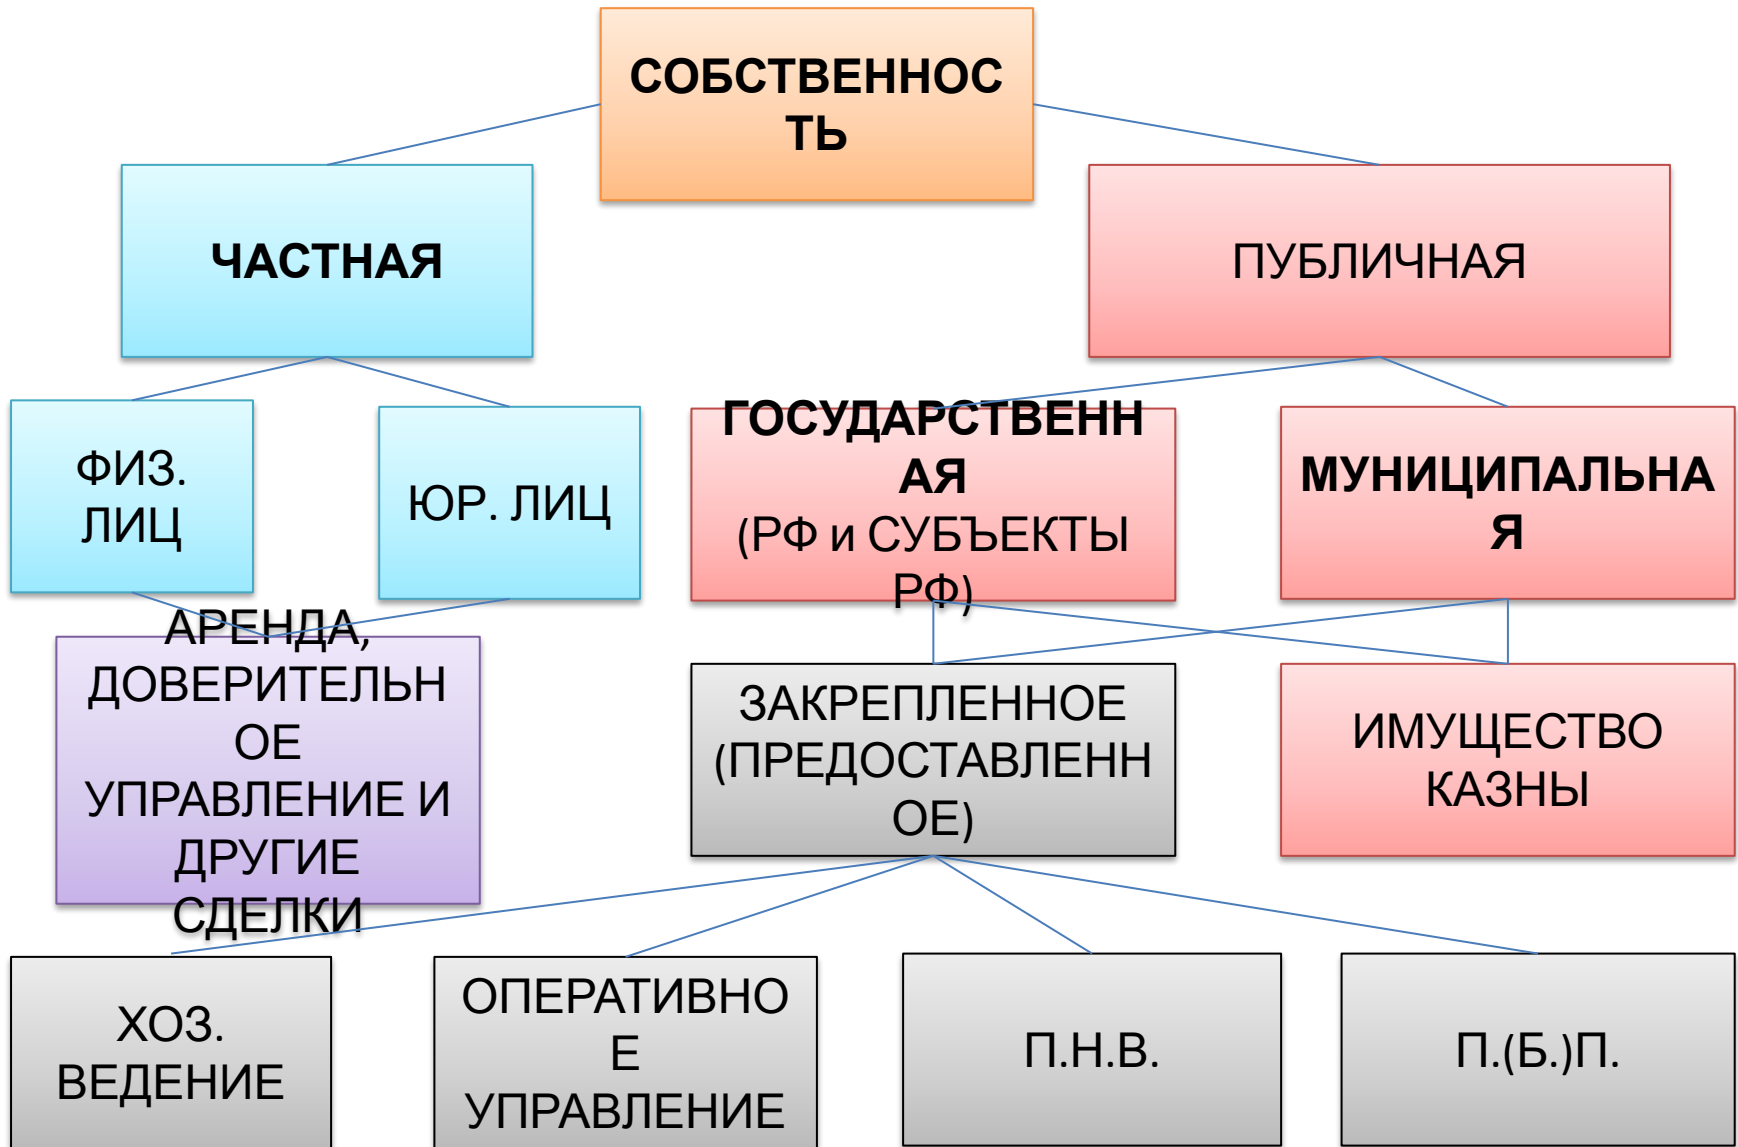 СОБСТВЕННОС
ТЬ
ЧАСТНАЯ
ПУБЛИЧНАЯ
ФИЗ.
ЛИЦ
ЮР. ЛИЦ
ГОСУДАРСТВЕНН
АЯ
(РФ и СУБЪЕКТЫ
РФ)
МУНИЦИПАЛЬНА
Я
АРЕНДА,
ДОВЕРИТЕЛЬН
ОЕ
УПРАВЛЕНИЕ И
ДРУГИЕ
СДЕЛКИ
ЗАКРЕПЛЕННОЕ
(ПРЕДОСТАВЛЕНН
ОЕ)
ИМУЩЕСТВО
КАЗНЫ
ХОЗ.
ВЕДЕНИЕ
ОПЕРАТИВНО
Е
УПРАВЛЕНИЕ
П.Н.В.
П.(Б.)П.